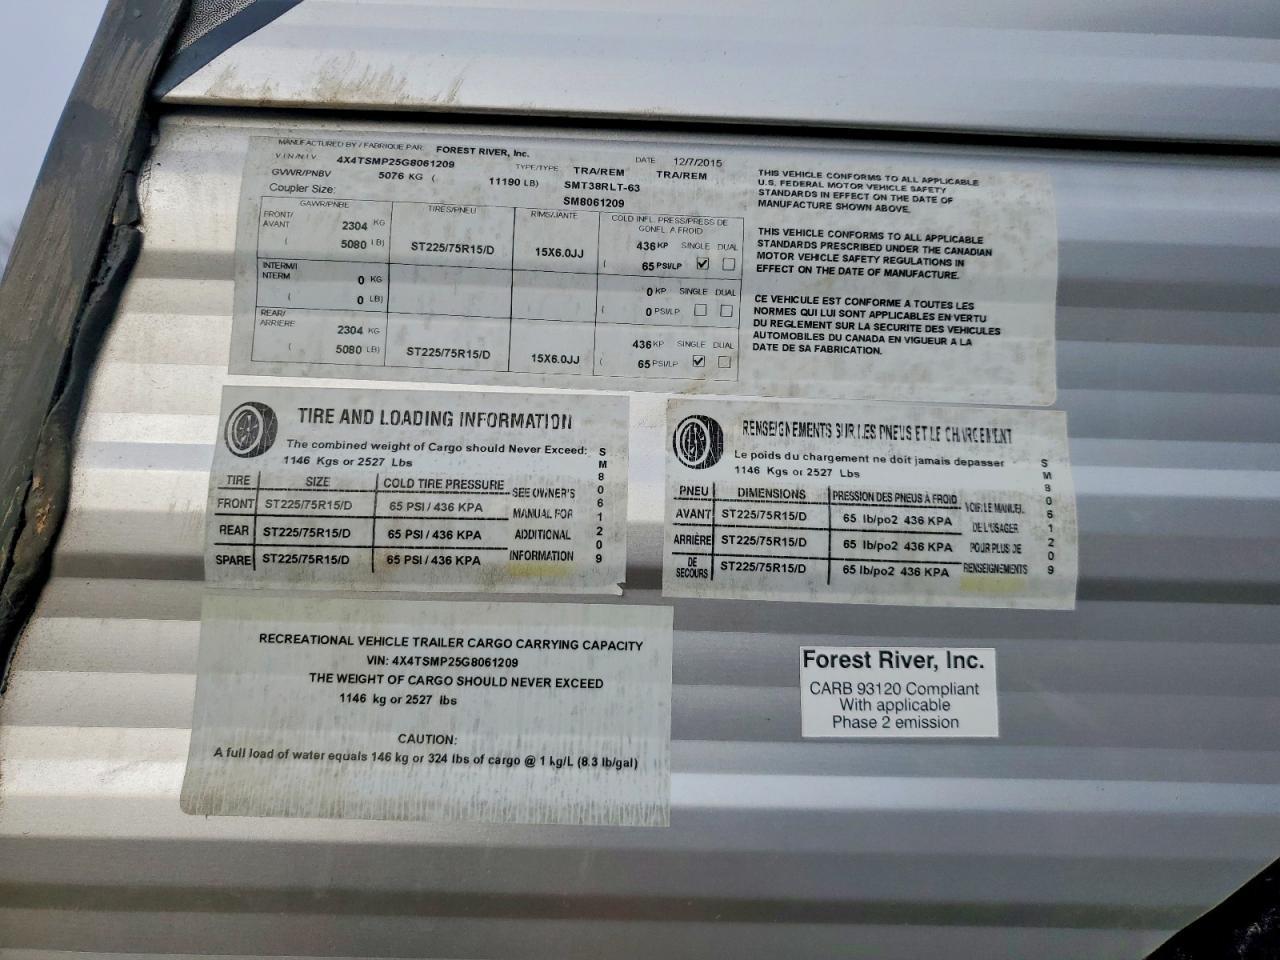 MANUFACTURED BY / FABRIQUE PAR: FOREST RIVER, Inc. DATE 12/7/2015
V I N / N I V 4X4TSMP25G8061209 TYPE/TYPE TRA/REM TRA/REM
GVWR/PNBV 5076 KG ( 11190 LB) SMT38RLT-63
Coupler Size: SM8061209
GAWR/PNBE TIRES/PNEU RIMS/JANTE COLD INFL. PRESS/PRESS DE GONFL. A FROID
FRONT/ AVANT 2304 KG 436 KP SINGLE DUAL
( 5080 LB) ST225/75R15/D 15X6.0JJ ( 65 PSI/LP
INTERM/I NTERM 0 KG 0 KP SINGLE DUAL
( 0 LB) ( 0 PSI/LP
REAR/ ARRIERE 2304 KG 436 KP SINGLE DUAL
( 5080 LB) ST225/75R15/D 15X6.0JJ ( 65 PSI/LP
THIS VEHICLE CONFORMS TO ALL APPLICABLE
U.S. FEDERAL MOTOR VEHICLE SAFETY
STANDARDS IN EFFECT ON THE DATE OF
MANUFACTURE SHOWN ABOVE.
THIS VEHICLE CONFORMS TO ALL APPLICABLE
STANDARDS PRESCRIBED UNDER THE CANADIAN
MOTOR VEHICLE SAFETY REGULATIONS IN
EFFECT ON THE DATE OF MANUFACTURE.
CE VEHICULE EST CONFORME A TOUTES LES
NORMES QUI LUI SONT APPLICABLES EN VERTU
DU REGLEMENT SUR LA SECURITE DES VEHICULES
AUTOMOBILES DU CANADA EN VIGUEUR A LA
DATE DE SA FABRICATION.
TIRE AND LOADING INFORMATION
The combined weight of Cargo should Never Exceed:
1146 Kgs or 2527 Lbs
TIRE SIZE COLD TIRE PRESSURE SEE OWNER'S
FRONT ST225/75R15/D 65 PSI / 436 KPA MANUAL FOR
REAR ST225/75R15/D 65 PSI / 436 KPA ADDITIONAL
SPARE ST225/75R15/D 65 PSI / 436 KPA INFORMATION
SM8061209
RENSEIGNEMENTS SUR LES PNEUS ET LE CHARGEMENT
Le poids du chargement ne doit jamais depasser
1146 Kgs or 2527 Lbs
PNEU DIMENSIONS PRESSION DES PNEUS À FROID VOIR LE MANUEL
AVANT ST225/75R15/D 65 lb/po2 436 KPA DE L'USAGER
ARRIÈRE ST225/75R15/D 65 lb/po2 436 KPA POUR PLUS DE
DE SECOURS ST225/75R15/D 65 lb/po2 436 KPA RENSEIGNEMENTS
SM8061209
RECREATIONAL VEHICLE TRAILER CARGO CARRYING CAPACITY
VIN: 4X4TSMP25G8061209
THE WEIGHT OF CARGO SHOULD NEVER EXCEED
1146 kg or 2527 lbs
CAUTION:
A full load of water equals 146 kg or 324 lbs of cargo @ 1 kg/L (8.3 lb/gal)
Forest River, Inc.
CARB 93120 Compliant
With applicable
Phase 2 emission